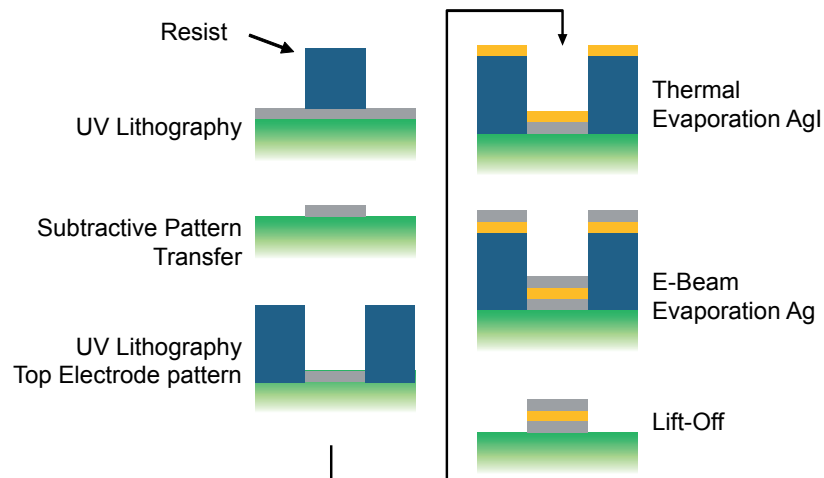 Resist
UV Lithography
Subtractive Pattern
Transfer
UV Lithography
Top Electrode pattern
Thermal
Evaporation AgI
E-Beam
Evaporation Ag
Lift-Off